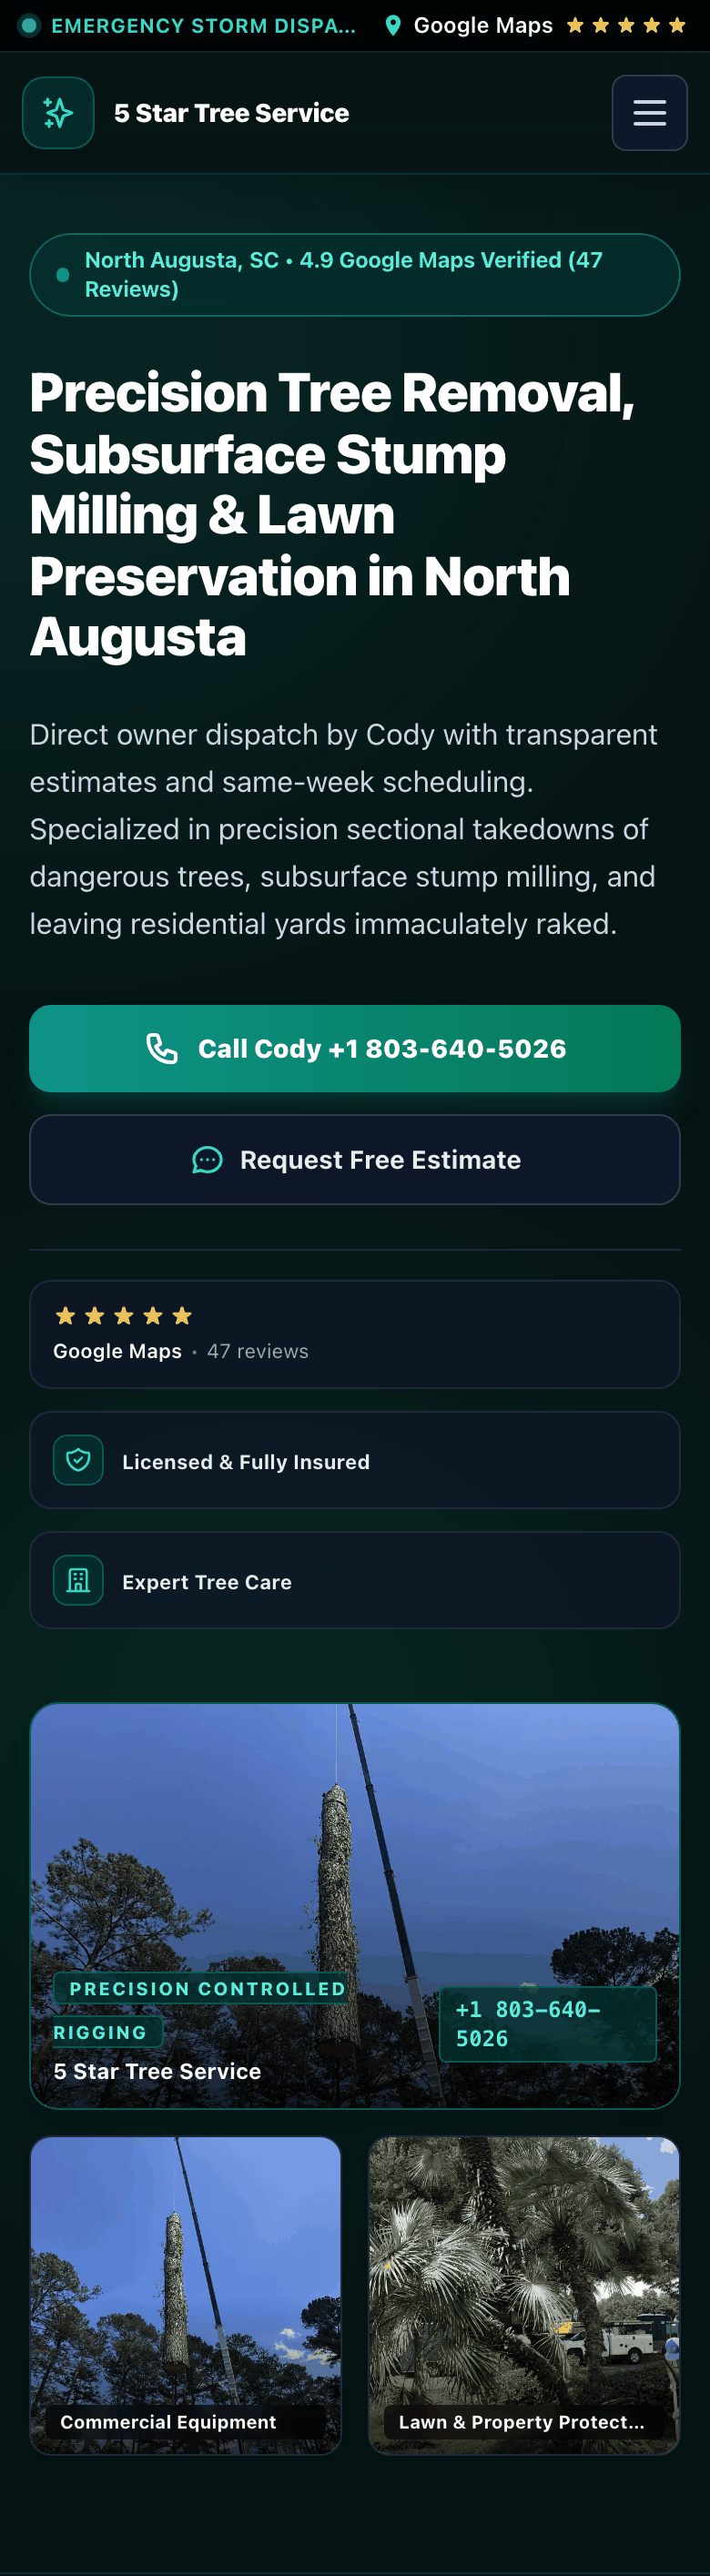 EMERGENCY STORM DISPA...
Google Maps
5 Star Tree Service
North Augusta, SC • 4.9 Google Maps Verified (47
Reviews)
Precision Tree Removal,
Subsurface Stump
Milling & Lawn
Preservation in North
Augusta
Direct owner dispatch by Cody with transparent
estimates and same-week scheduling.
Specialized in precision sectional takedowns of
dangerous trees, subsurface stump milling, and
leaving residential yards immaculately raked.
Call Cody +1 803-640-5026
Request Free Estimate
Google Maps • 47 reviews
Licensed & Fully Insured
Expert Tree Care
PRECISION CONTROLLED
RIGGING
5 Star Tree Service
+1 803-640-
5026
Commercial Equipment
Lawn & Property Protect...